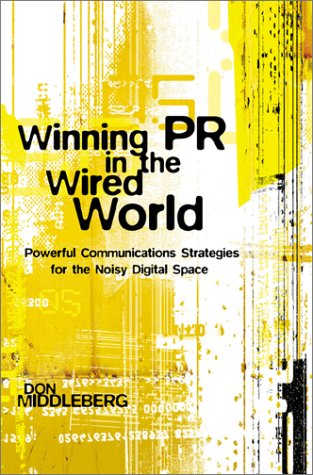 Winning PR
in the
Wired
World
Powerful Communications Strategies
for the Noisy Digital Space
DON
MIDDLEBERG